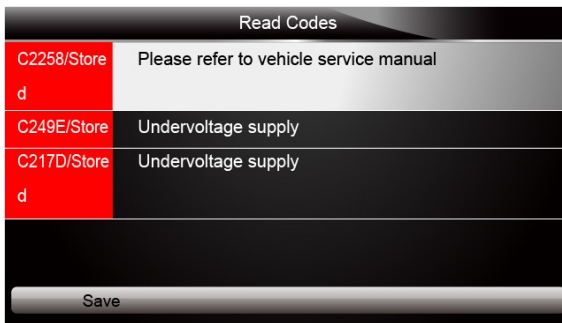 Read Codes
C2258/Store Please refer to vehicle service manual
d
C249E/Store Undervoltage supply
C217D/Store Undervoltage supply
d
Save